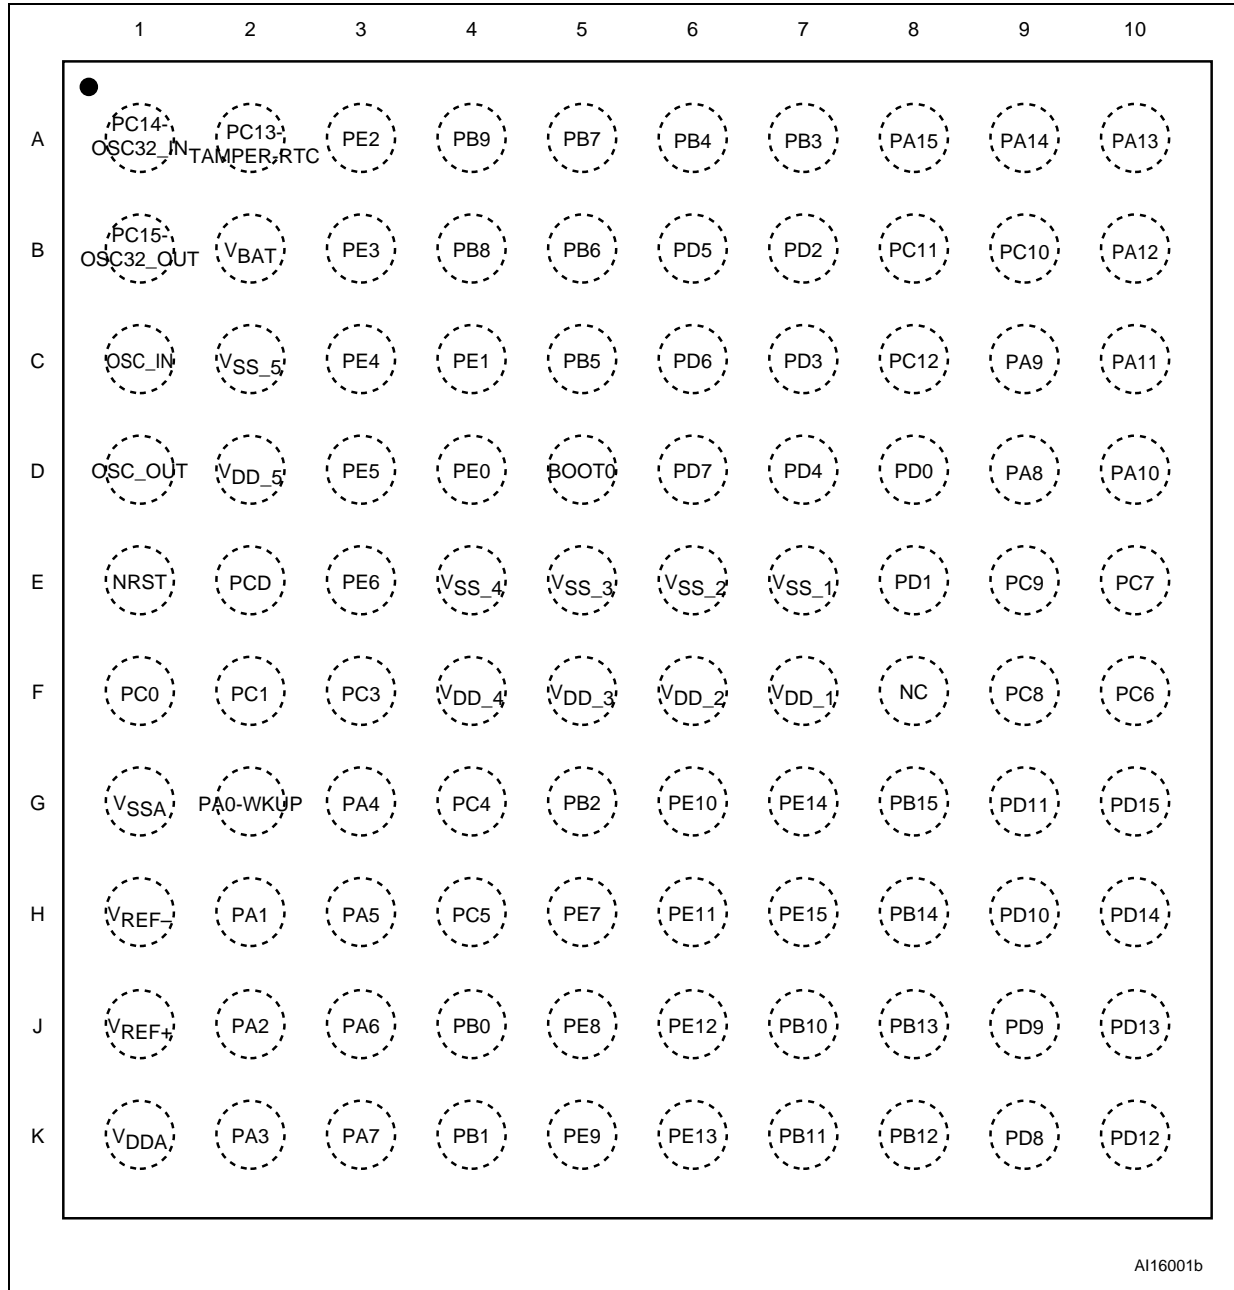 1 2 3 4 5 6 7 8 9 10
A PC14-OSC32_IN PC13-TAMPER-RTC PE2 PB9 PB7 PB4 PB3 PA15 PA14 PA13
B PC15-OSC32_OUT VBAT PE3 PB8 PB6 PD5 PD2 PC11 PC10 PA12
C OSC_IN VSS_5 PE4 PE1 PB5 PD6 PD3 PC12 PA9 PA11
D OSC_OUT VDD_5 PE5 PE0 BOOT0 PD7 PD4 PD0 PA8 PA10
E NRST PCD PE6 VSS_4 VSS_3 VSS_2 VSS_1 PD1 PC9 PC7
F PC0 PC1 PC3 VDD_4 VDD_3 VDD_2 VDD_1 NC PC8 PC6
G VSSA PA0-WKUP PA4 PC4 PB2 PE10 PE14 PB15 PD11 PD15
H VREF– PA1 PA5 PC5 PE7 PE11 PE15 PB14 PD10 PD14
J VREF+ PA2 PA6 PB0 PE8 PE12 PB10 PB13 PD9 PD13
K VDDA PA3 PA7 PB1 PE9 PE13 PB11 PB12 PD8 PD12
AI16001b